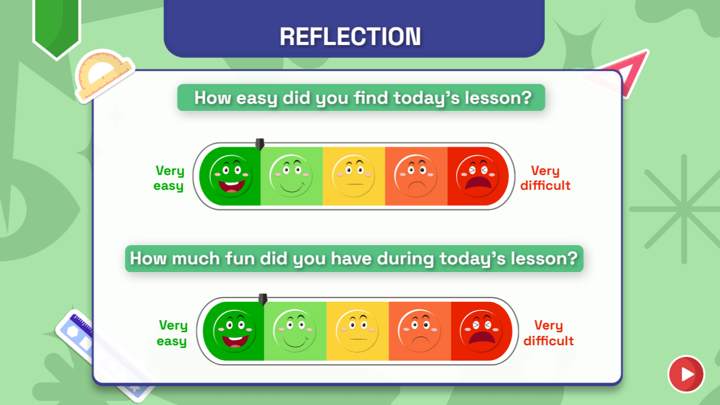 REFLECTION
How easy did you find today's lesson?
Very
easy
Very
difficult
How much fun did you have during today's lesson?
Very
easy
Very
difficult